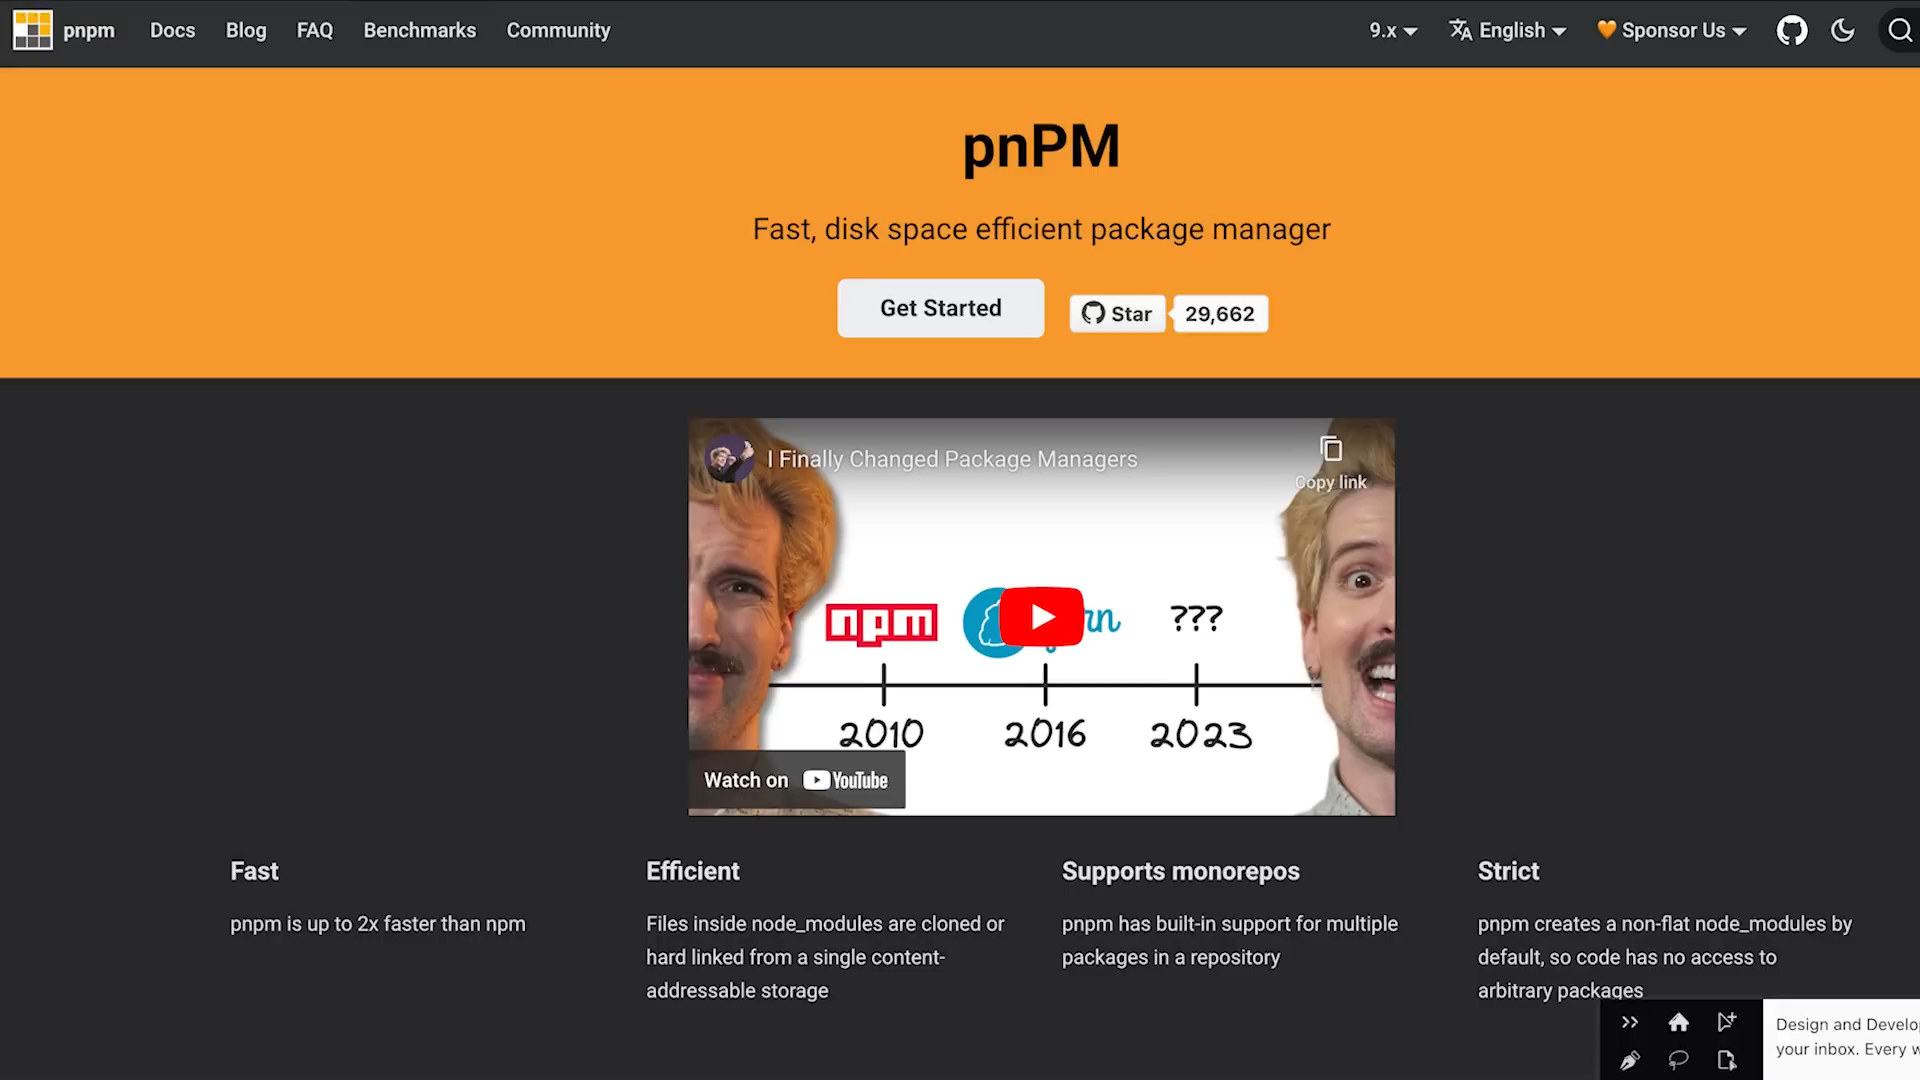 pnpm Docs Blog FAQ Benchmarks Community 9.x English Sponsor Us
pnPM
Fast, disk space efficient package manager
Get Started Star 29,662
I Finally Changed Package Managers
Copy link
npm ???
2010 2016 2023
Watch on YouTube
Fast
pnpm is up to 2x faster than npm
Efficient
Files inside node_modules are cloned or
hard linked from a single content-
addressable storage
Supports monorepos
pnpm has built-in support for multiple
packages in a repository
Strict
pnpm creates a non-flat node_modules by
default, so code has no access to
arbitrary packages
Design and
your inbox. Every